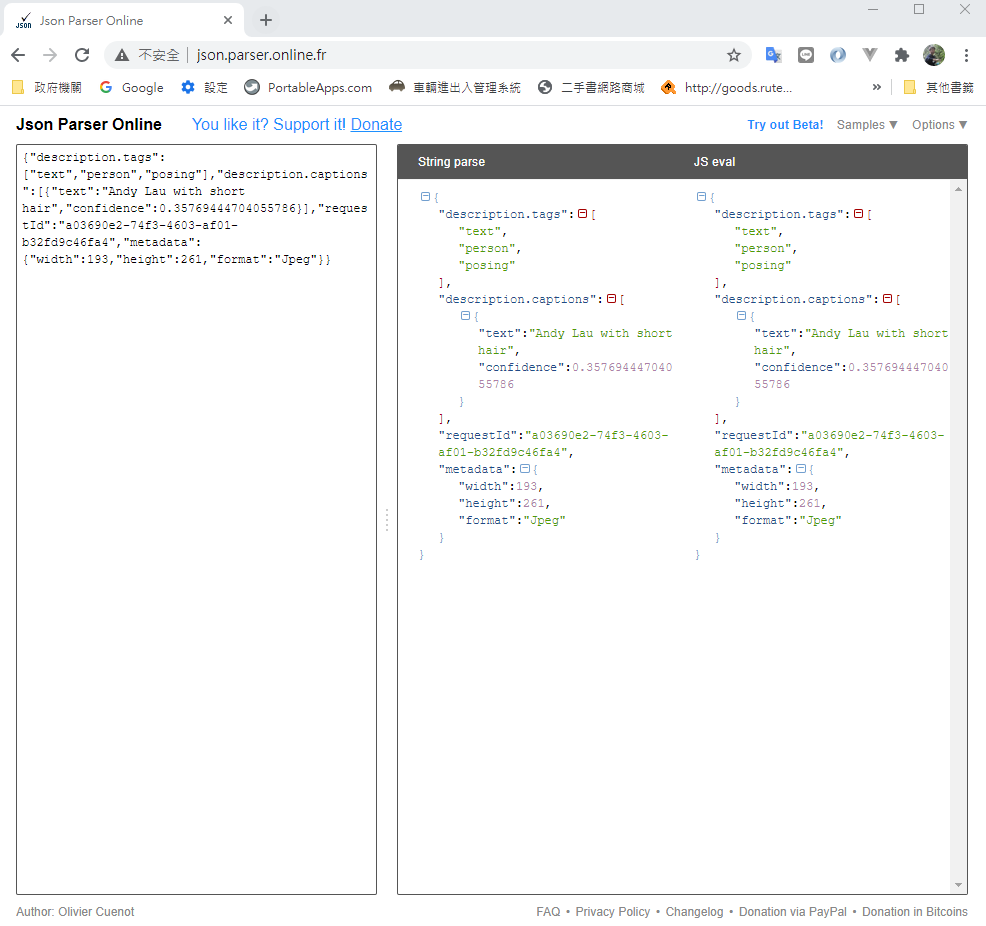 Json Parser Online
不安全 json.parser.online.fr
政府機關 Google 設定 PortableApps.com 車輛進出入管理系統 二手書網路商城 http://goods.rute... » 其他書籤
Json Parser Online You like it? Support it! Donate Try out Beta! Samples ▼ Options ▼
{"description.tags":
["text","person","posing"],"description.captions
":[{"text":"Andy Lau with short
hair","confidence":0.35769444704055786}],"reque
stId":"a03690e2-74f3-4603-af01-
b32fd9c46fa4","metadata":
{"width":193,"height":261,"format":"Jpeg"}}
String parse
{
"description.tags":[
"text",
"person",
"posing"
],
"description.captions":[
{
"text":"Andy Lau with short
hair",
"confidence":0.357694447040
55786
}
],
"requestId":"a03690e2-74f3-4603-
af01-b32fd9c46fa4",
"metadata":{
"width":193,
"height":261,
"format":"Jpeg"
}
}
JS eval
{
"description.tags":[
"text",
"person",
"posing"
],
"description.captions":[
{
"text":"Andy Lau with short
hair",
"confidence":0.357694447040
55786
}
],
"requestId":"a03690e2-74f3-4603-
af01-b32fd9c46fa4",
"metadata":{
"width":193,
"height":261,
"format":"Jpeg"
}
}
Author: Olivier Cuenot FAQ • Privacy Policy • Changelog • Donation via PayPal • Donation in Bitcoins